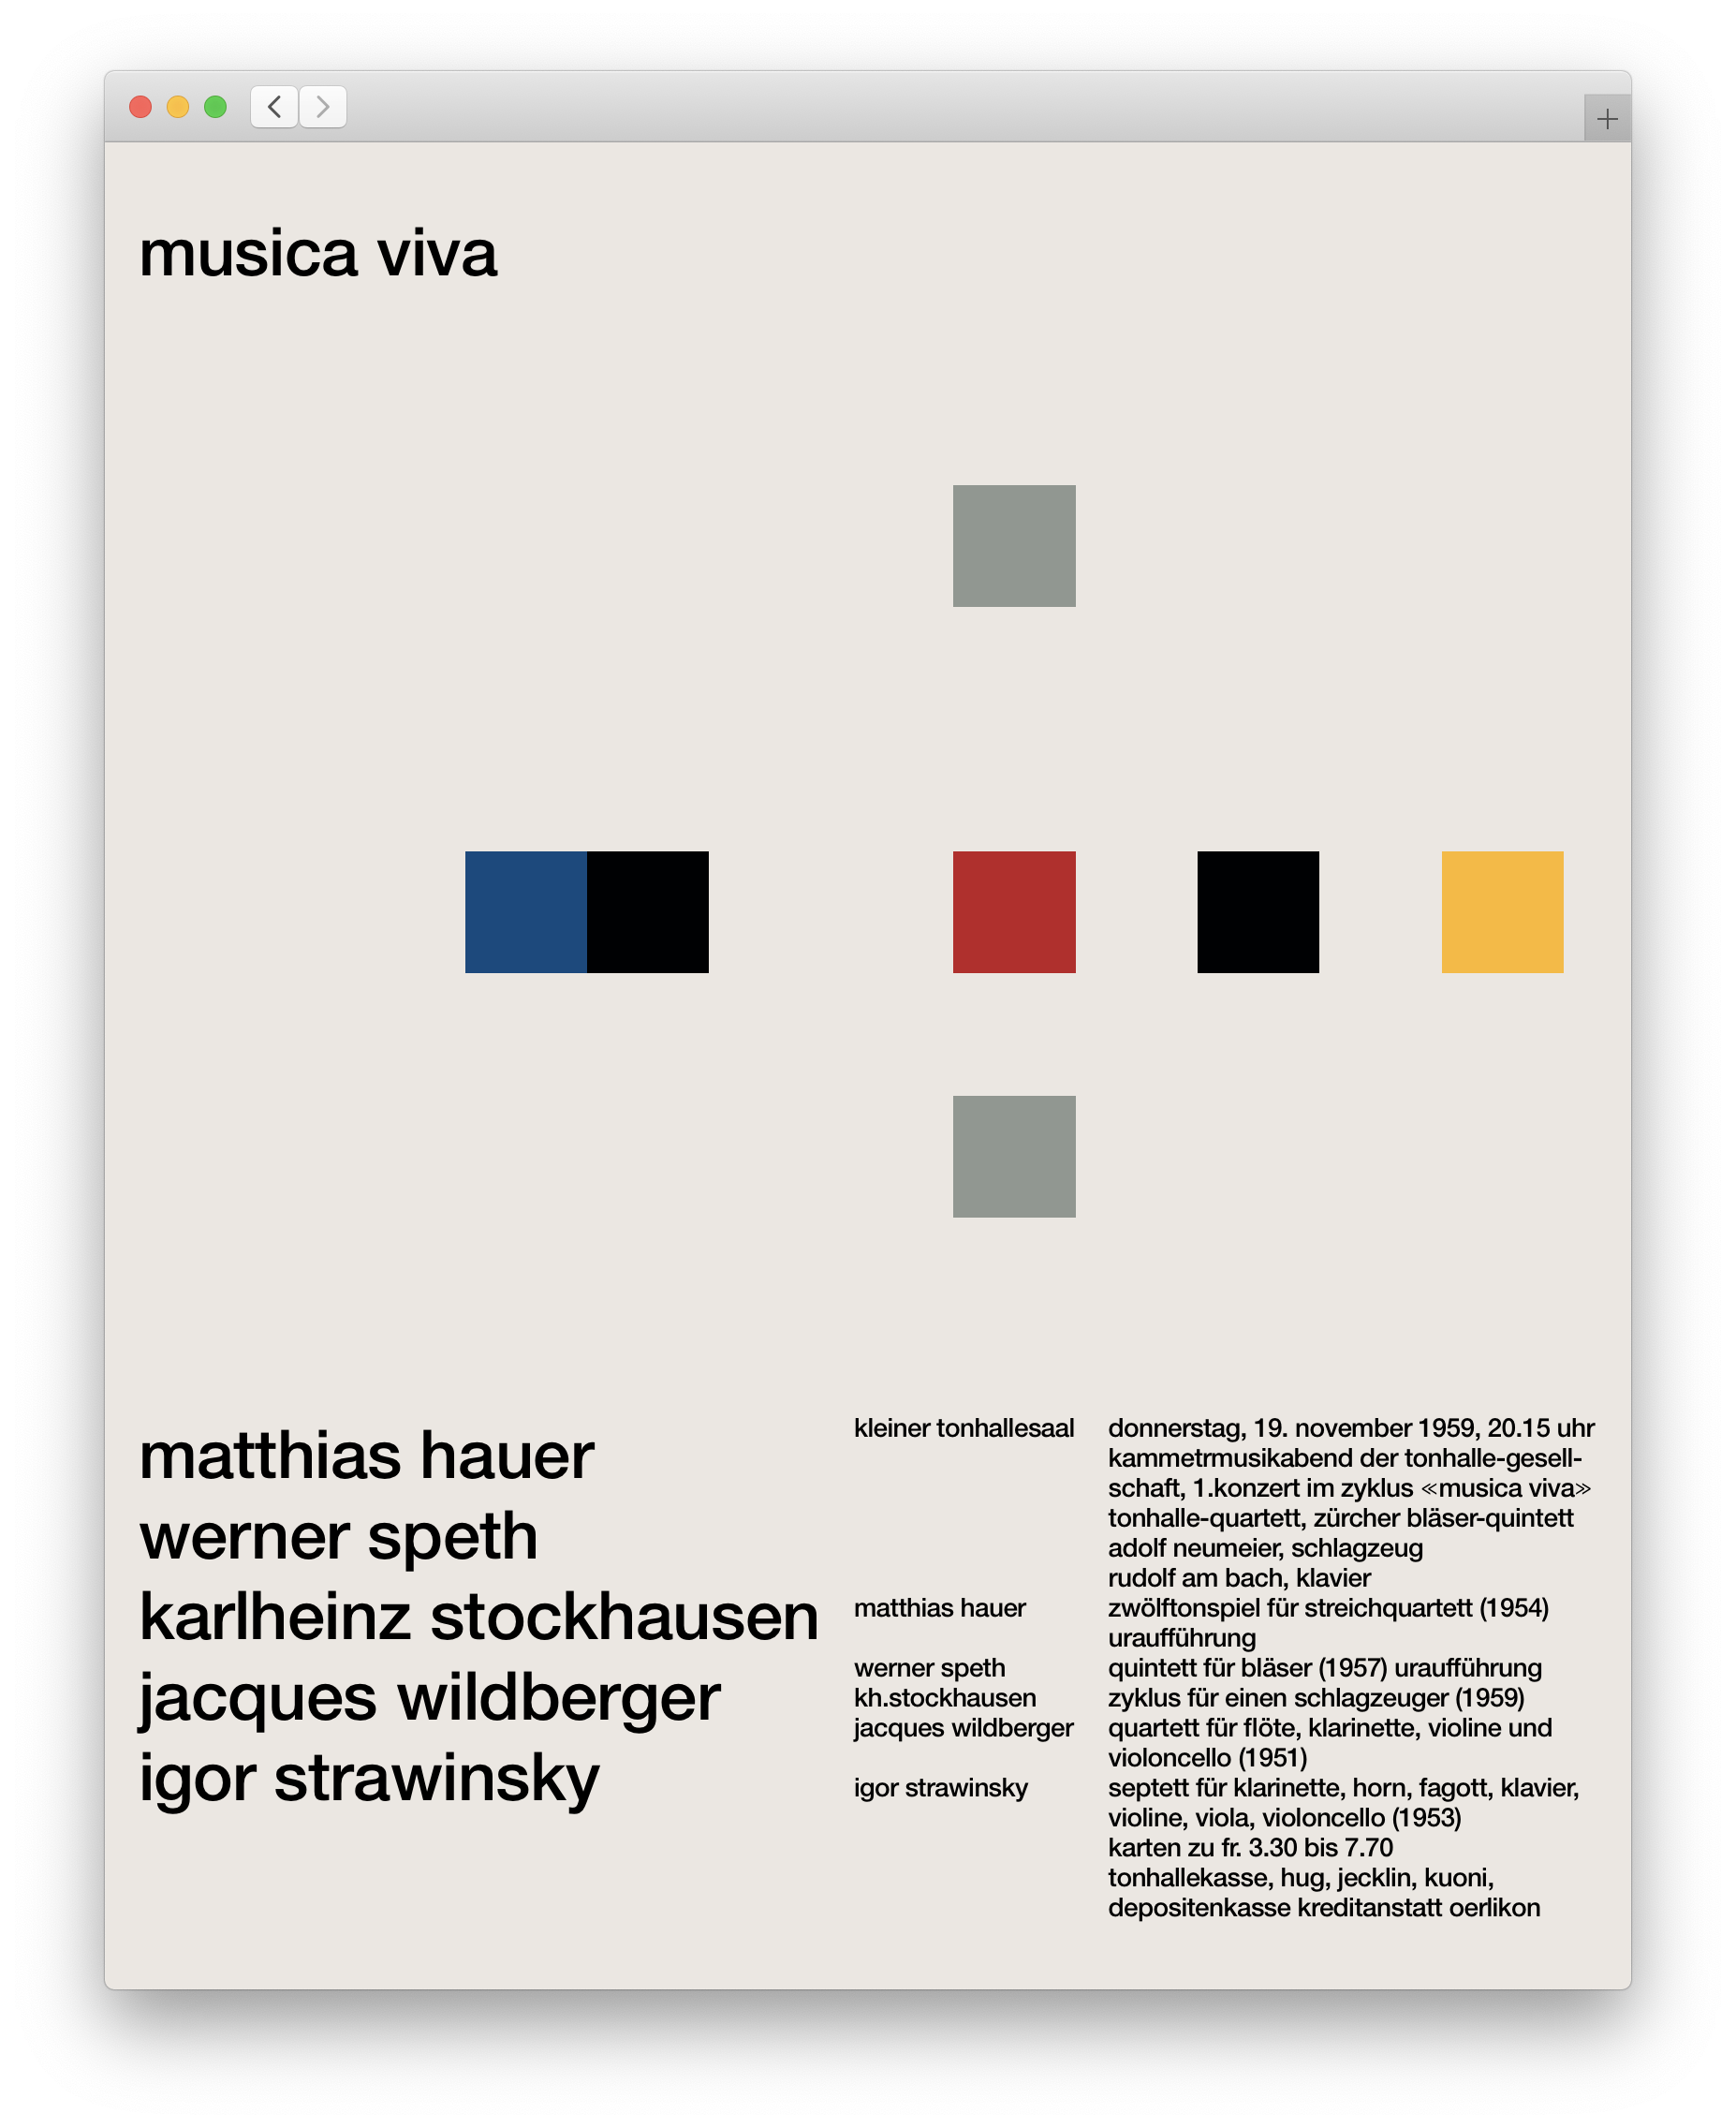 musica viva
matthias hauer
werner speth
karlheinz stockhausen
jacques wildberger
igor strawinsky
kleiner tonhallesaal donnerstag, 19. november 1959, 20.15 uhr
kammetrmusikabend der tonhalle-gesell-
schaft, 1.konzert im zyklus «musica viva»
tonhalle-quartett, zürcher bläser-quintett
adolf neumeier, schlagzeug
rudolf am bach, klavier
matthias hauer zwölftonspiel für streichquartett (1954)
uraufführung
werner speth quintett für bläser (1957) uraufführung
kh.stockhausen zyklus für einen schlagzeuger (1959)
jacques wildberger quartett für flöte, klarinette, violine und
violoncello (1951)
igor strawinsky septett für klarinette, horn, fagott, klavier,
violine, viola, violoncello (1953)
karten zu fr. 3.30 bis 7.70
tonhallekasse, hug, jecklin, kuoni,
depositenkasse kreditanstatt oerlikon